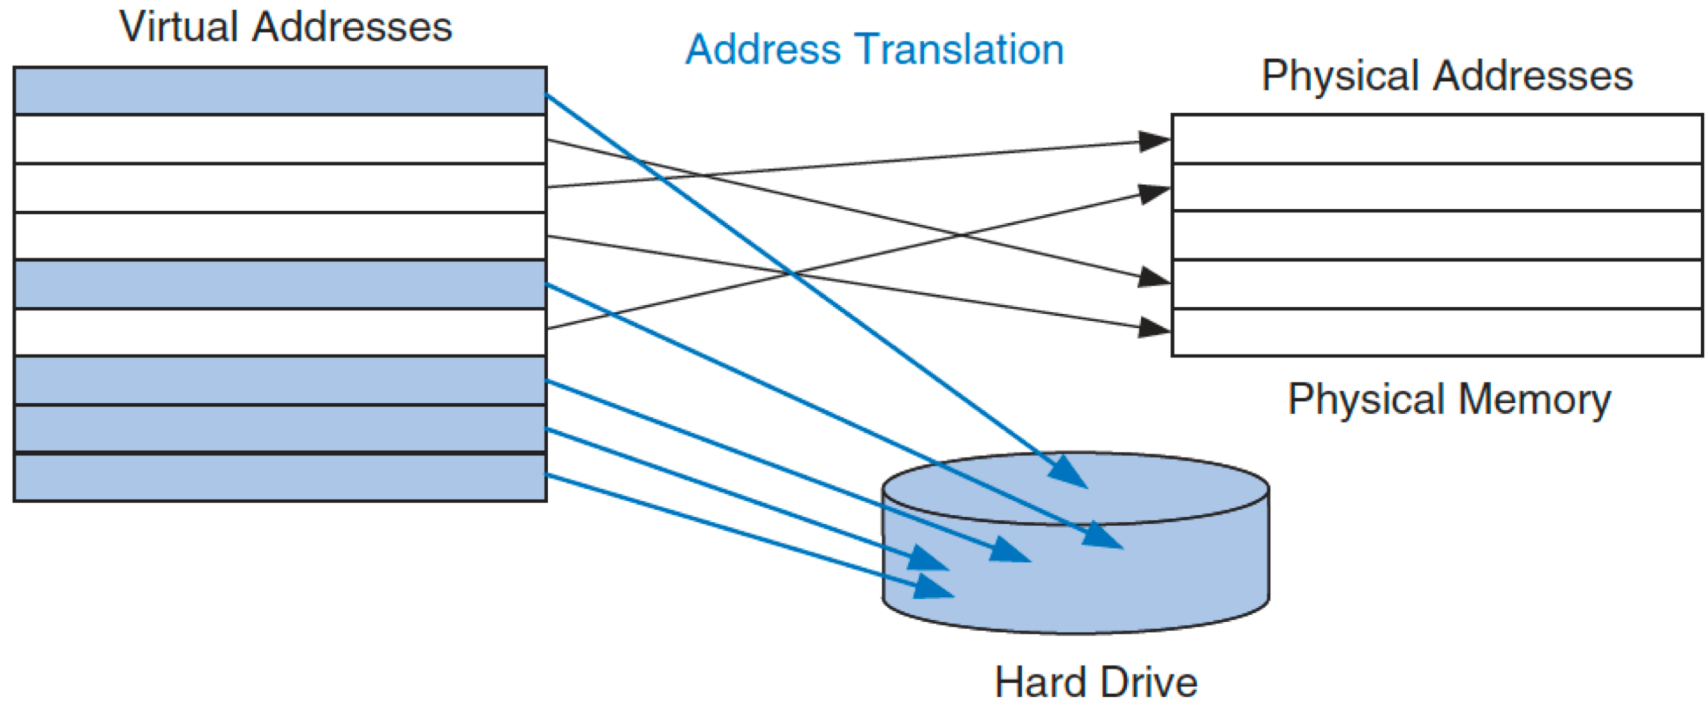 Virtual Addresses
Address Translation
Physical Addresses
Physical Memory
Hard Drive